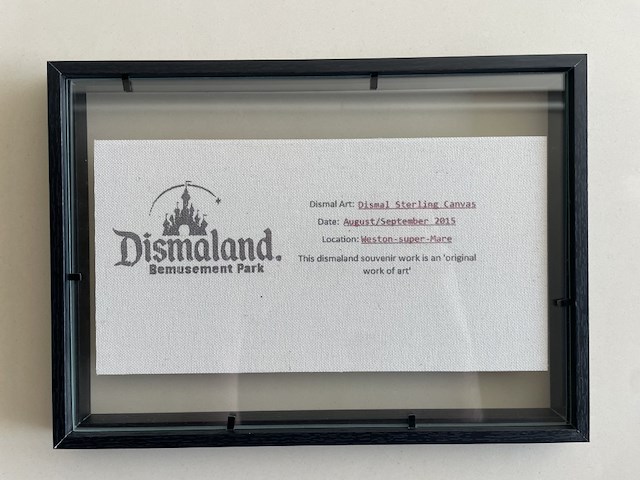 Dismaland.
Bemusement Park
Dismal Art: Dismal Sterling Canvas
Date: August/September 2015
Location: Weston-super-Mare
This dismaland souvenir work is an 'original
work of art'